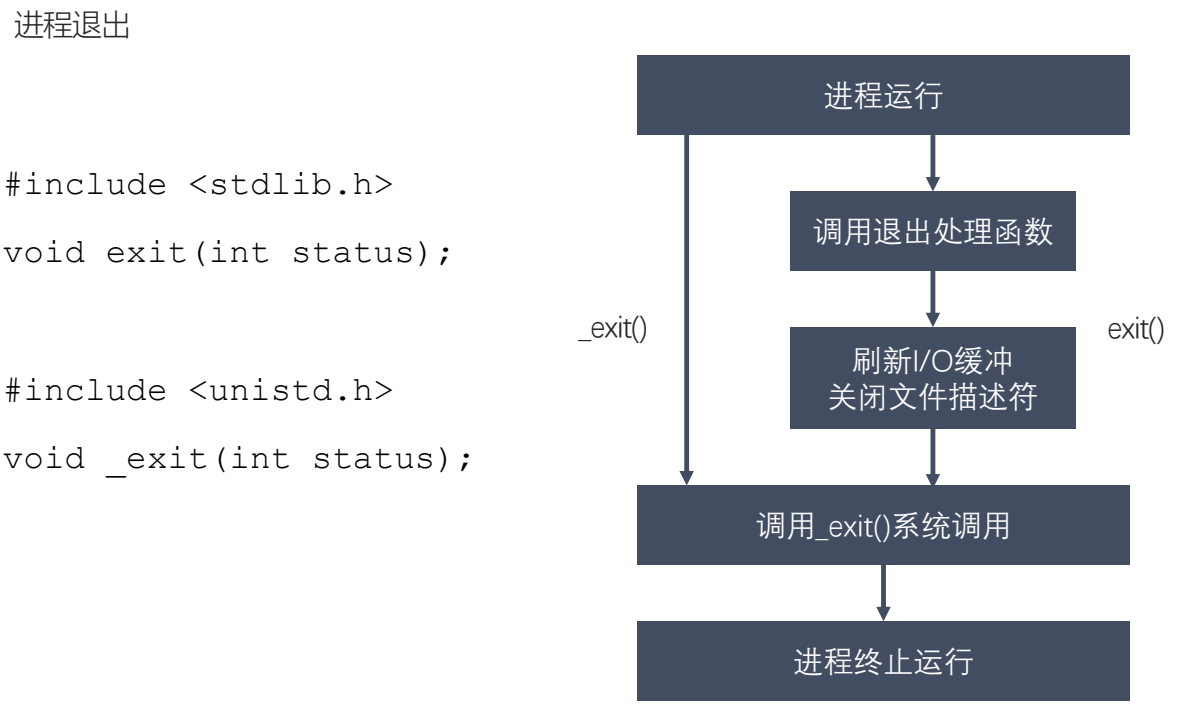 进程退出
#include <stdlib.h>
void exit(int status);
#include <unistd.h>
void _exit(int status);
进程运行
调用退出处理函数
_exit()
exit()
刷新I/O缓冲
关闭文件描述符
调用_exit()系统调用
进程终止运行